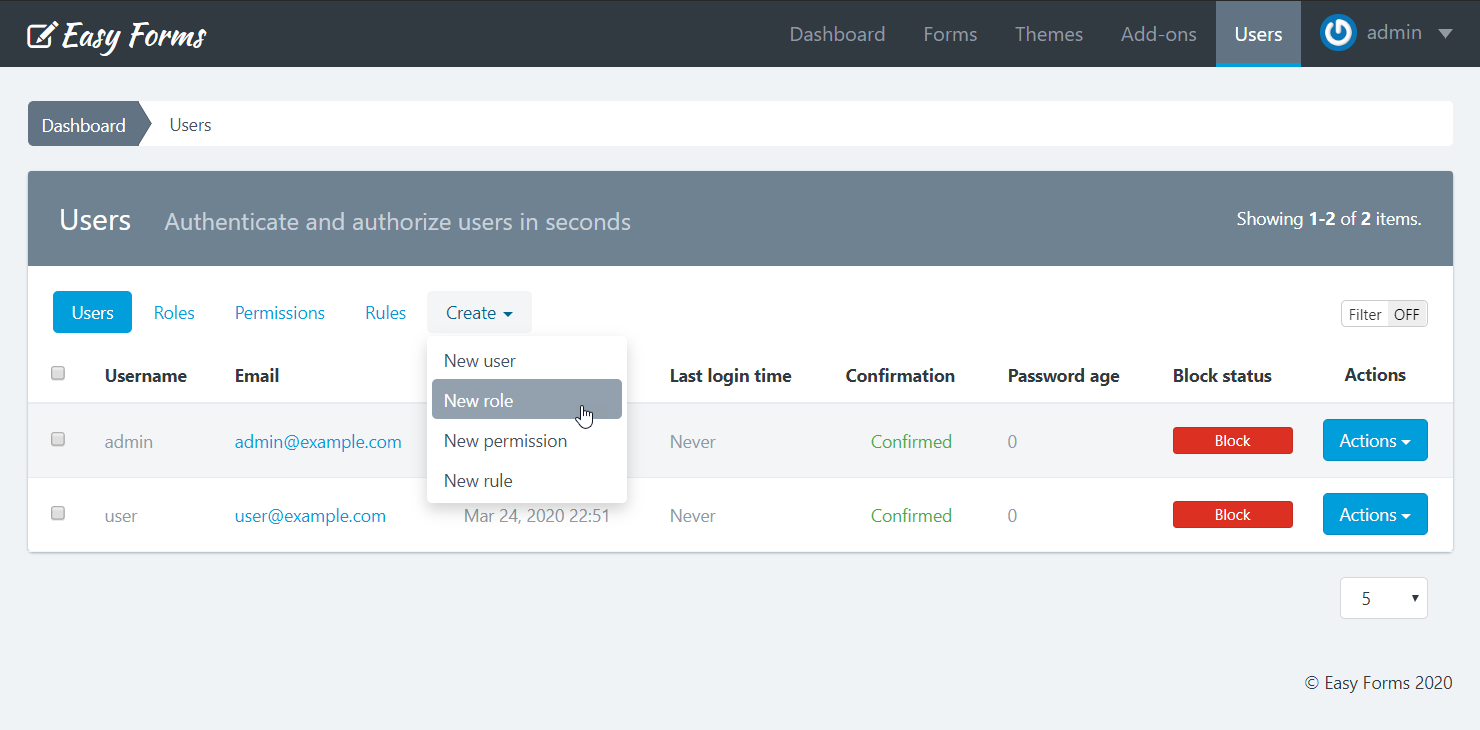 Easy Forms Dashboard Forms Themes Add-ons Users admin
Dashboard Users
Users Authenticate and authorize users in seconds Showing 1-2 of 2 items.
Users Roles Permissions Rules Create Filter OFF
New user
Username Email Last login time Confirmation Password age Block status Actions
New role
admin admin@example.com New permission Never Confirmed 0 Block Actions
New rule
user user@example.com Mar 24, 2020 22:51 Never Confirmed 0 Block Actions
5
© Easy Forms 2020